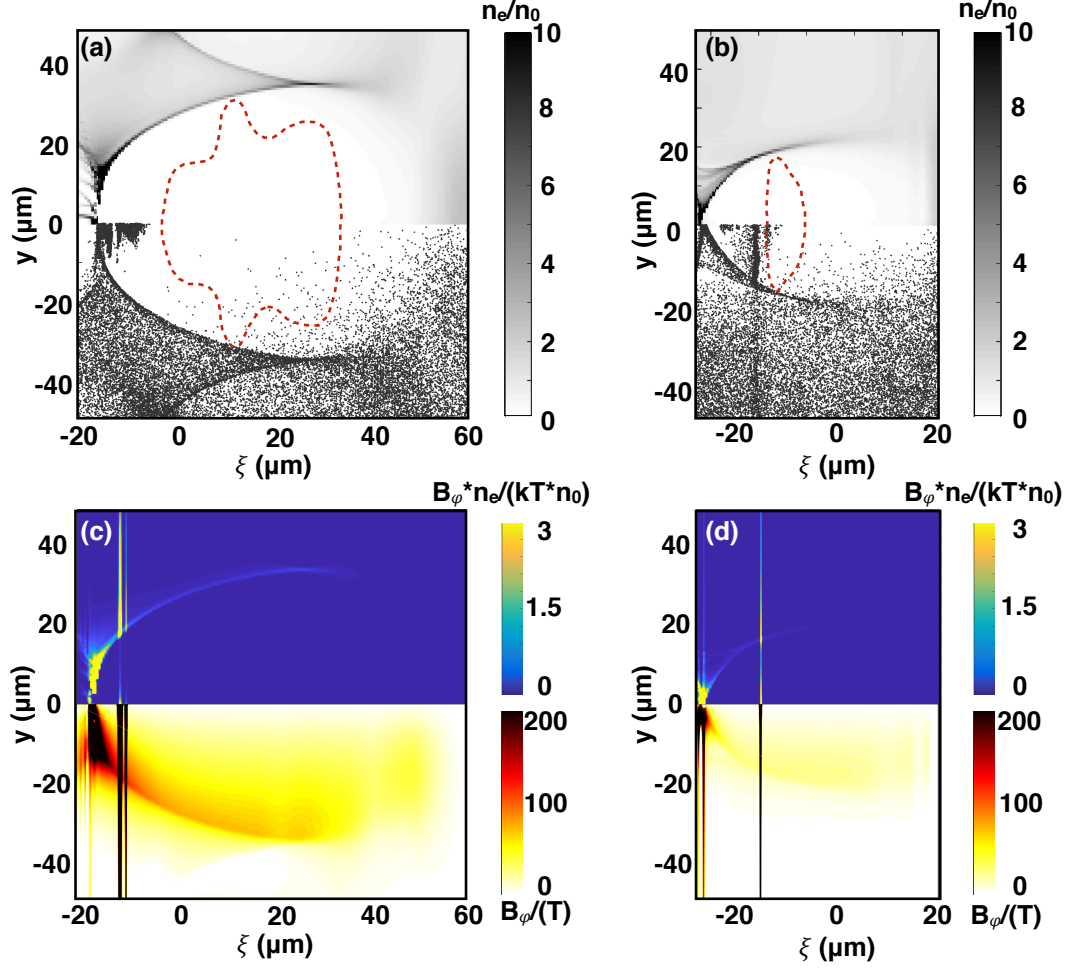 n_e/n_0 n_e/n_0
(a) (b)
10 10
40 40
8 8
20 20
6 6
y (µm) 0 y (µm) 0
4 4
-20 -20
2 2
-40 -40
0 0
-20 0 20 40 60 -20 0 20
ξ (µm) ξ (µm)
B_φ*n_e/(kT*n_0) B_φ*n_e/(kT*n_0)
(c) (d)
3 3
40 40
1.5 1.5
20 20
0 0
y (µm) 0 y (µm) 0
200 200
-20 -20
100 100
-40 -40
0 0
B_φ/(T) B_φ/(T)
-20 0 20 40 60 -20 0 20
ξ (µm) ξ (µm)